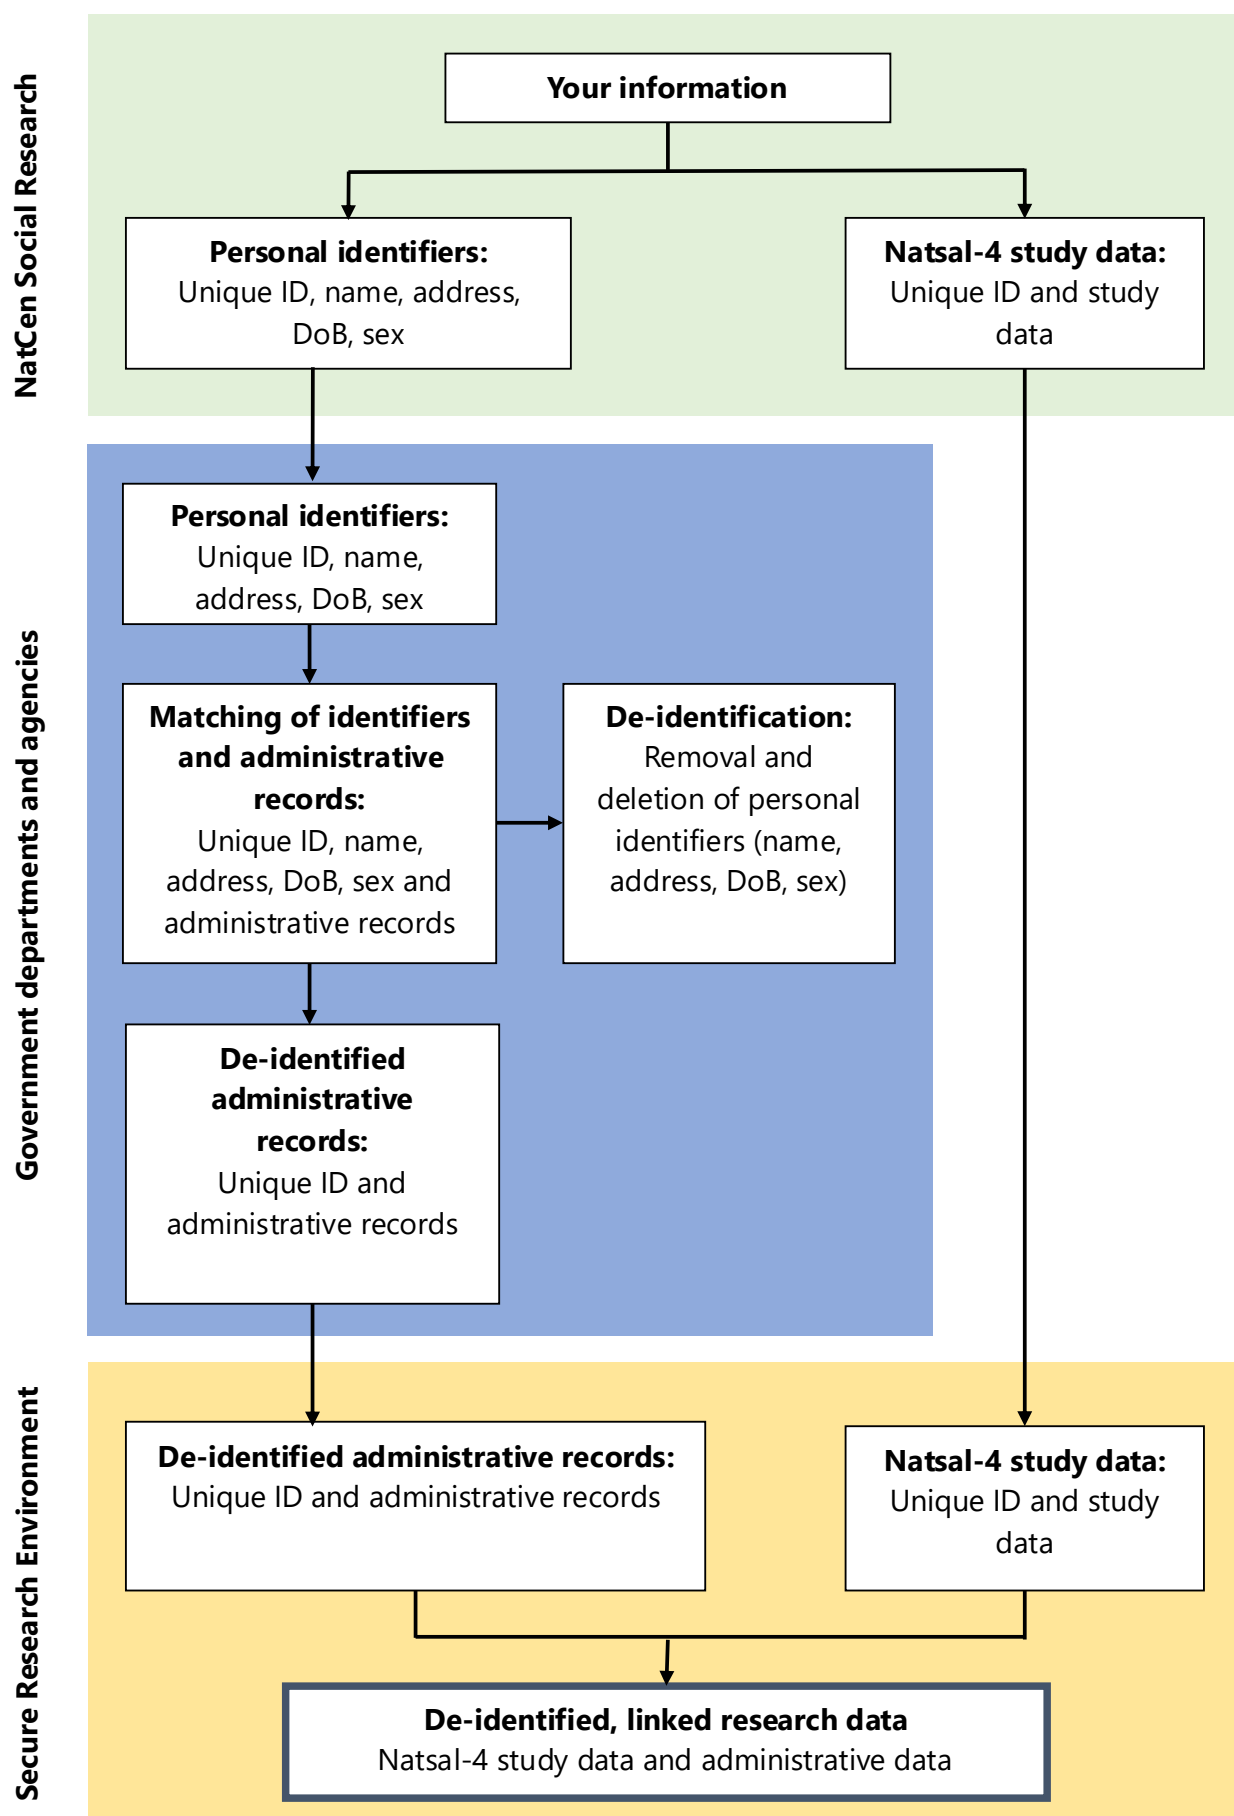 NatCen Social Research
Your information
Personal identifiers:
Unique ID, name, address,
DoB, sex
Natsal-4 study data:
Unique ID and study
data
Government departments and agencies
Personal identifiers:
Unique ID, name,
address, DoB, sex
Matching of identifiers
and administrative
records:
Unique ID, name,
address, DoB, sex and
administrative records
De-identification:
Removal and
deletion of personal
identifiers (name,
address, DoB, sex)
De-identified
administrative
records:
Unique ID and
administrative records
Secure Research Environment
De-identified administrative records:
Unique ID and administrative records
Natsal-4 study data:
Unique ID and study
data
De-identified, linked research data
Natsal-4 study data and administrative data